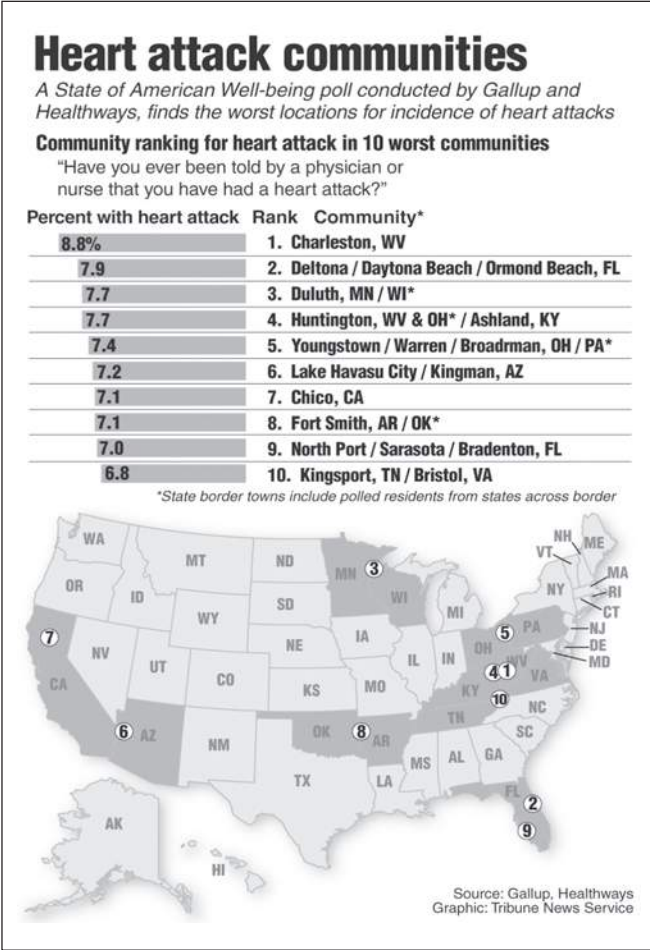 Heart attack communities
A State of American Well-being poll conducted by Gallup and
Healthways, finds the worst locations for incidence of heart attacks
Community ranking for heart attack in 10 worst communities
“Have you ever been told by a physician or
nurse that you have had a heart attack?”
Percent with heart attack Rank Community*
8.8% 1. Charleston, WV
7.9 2. Deltona / Daytona Beach / Ormond Beach, FL
7.7 3. Duluth, MN / WI*
7.7 4. Huntington, WV & OH* / Ashland, KY
7.4 5. Youngstown / Warren / Broadrman, OH / PA*
7.2 6. Lake Havasu City / Kingman, AZ
7.1 7. Chico, CA
7.1 8. Fort Smith, AR / OK*
7.0 9. North Port / Sarasota / Bradenton, FL
6.8 10. Kingsport, TN / Bristol, VA
*State border towns include polled residents from states across border
WA MT ND MN 3 WI VT NH ME
OR ID WY SD MI NY MA
RI
CT
7 NV UT CO NE IA IL IN OH 5 PA NJ
DE
MD
CA KS MO KY 4 1 WV VA
10
6 AZ NM OK 8 AR TN NC
SC
TX LA MS AL GA
FL 2
9
AK HI
Source: Gallup, Healthways
Graphic: Tribune News Service